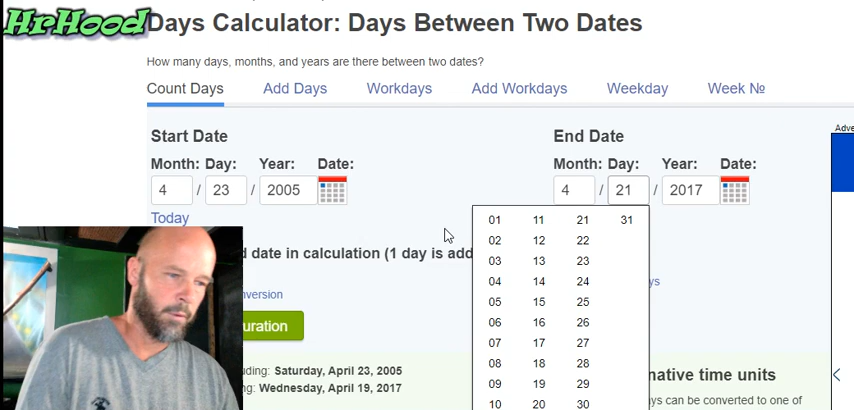 HrHood
Days Calculator: Days Between Two Dates
How many days, months, and years are there between two dates?
Count Days Add Days Workdays Add Workdays Weekday Week №
Adve
Start Date
Month: Day: Year: Date:
4 / 23 / 2005
Today
End Date
Month: Day: Year: Date:
4 / 21 / 2017
01 11 21 31
02 12 22
03 13 23
04 14 24
05 15 25
06 16 26
07 17 27
08 18 28
09 19 29
10 20 30
d date in calculation (1 day is add
ys
nversion
uration
uding: Saturday, April 23, 2005
ng: Wednesday, April 19, 2017
native time units
ays can be converted to one of